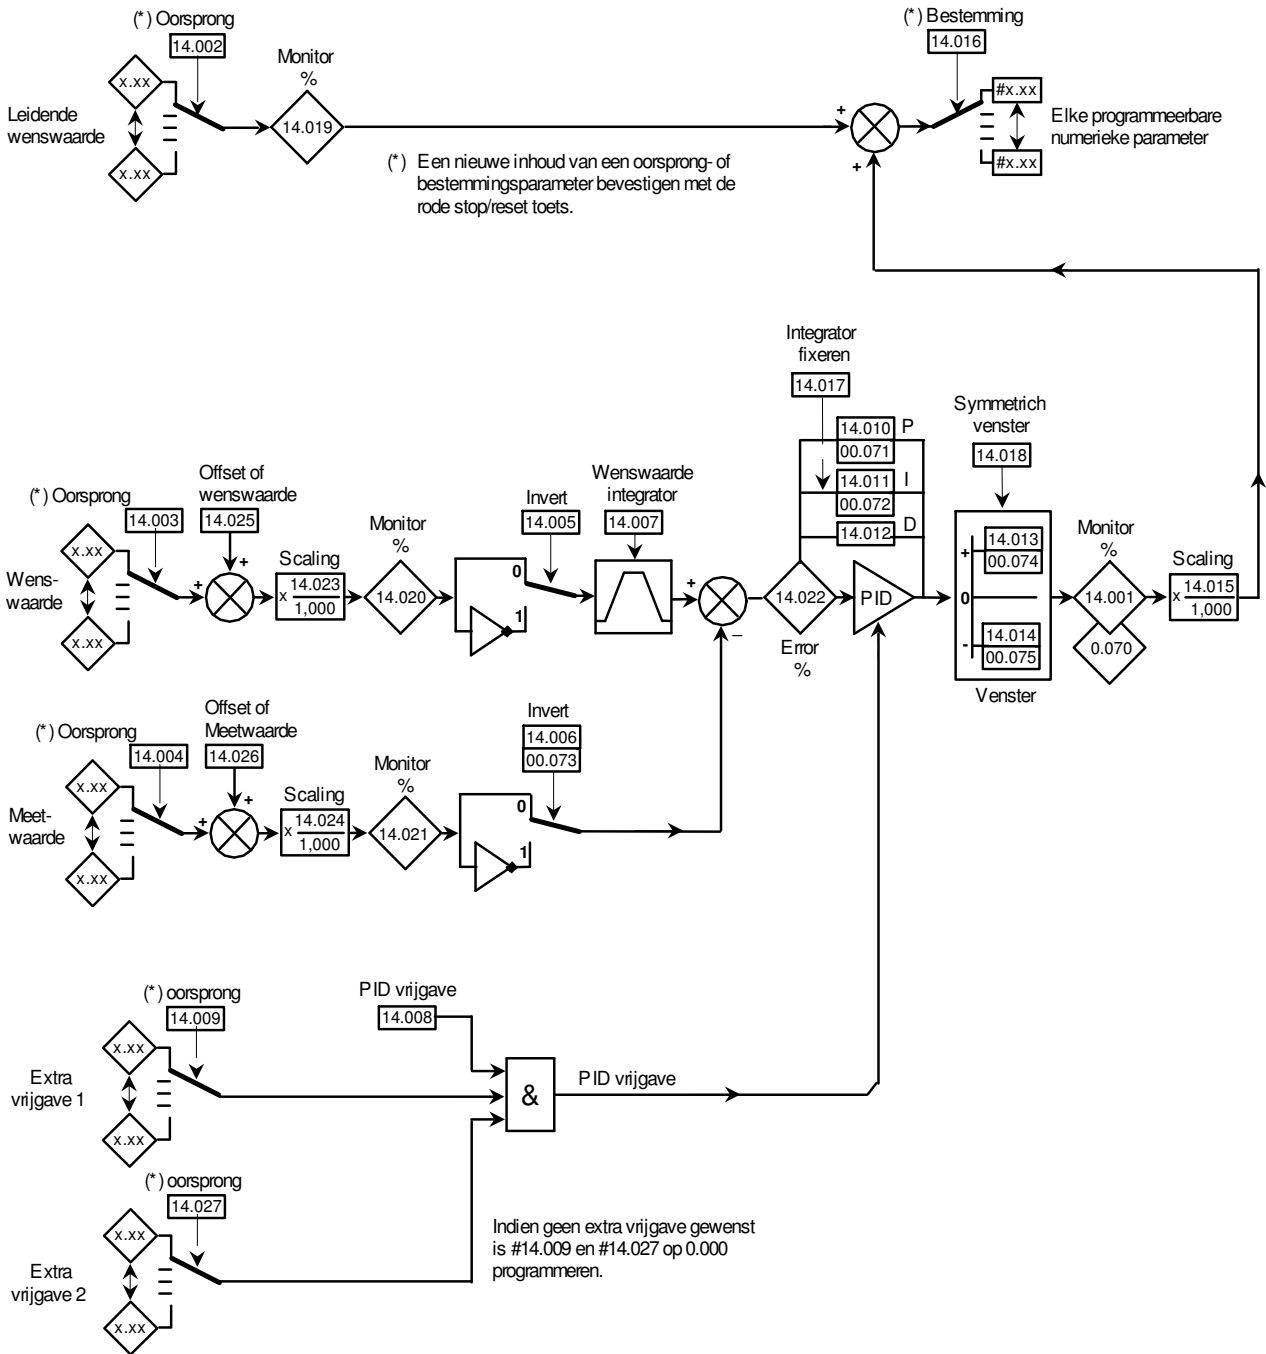 (*) Oorsprong
14.002
Monitor
%
x.xx
Leidende
wenswaarde
x.xx
14.019
(*) Een nieuwe inhoud van een oorsprong- of
bestemmingsparameter bevestigen met de
rode stop/reset toets.
+
+
(*) Bestemming
14.016
#x.xx
#x.xx
Elke programmeerbare
numerieke parameter
(*) Oorsprong
14.003
x.xx
Wens-
waarde
x.xx
Offset of
wenswaarde
14.025
+
+
Scaling
x 14.023
1,000
Monitor
%
14.020
0
1
Invert
14.005
Wenswaarde
integrator
14.007
+
–
Integrator
fixeren
14.017
14.010 P
00.071
14.011 I
00.072
14.012 D
14.022
Error
%
PID
Symmetrich
venster
14.018
+
14.013
00.074
0
-
14.014
00.075
Venster
Monitor
%
14.001
0.070
Scaling
x 14.015
1,000
(*) Oorsprong
14.004
x.xx
Meet-
waarde
x.xx
Offset of
Meetwaarde
14.026
+
+
Scaling
x 14.024
1,000
Monitor
%
14.021
0
1
Invert
14.006
00.073
(*) oorsprong
14.009
x.xx
Extra
vrijgave 1
x.xx
PID vrijgave
14.008
&
PID vrijgave
(*) oorsprong
14.027
x.xx
Extra
vrijgave 2
x.xx
Indien geen extra vrijgave gewenst
is #14.009 en #14.027 op 0.000
programmeren.